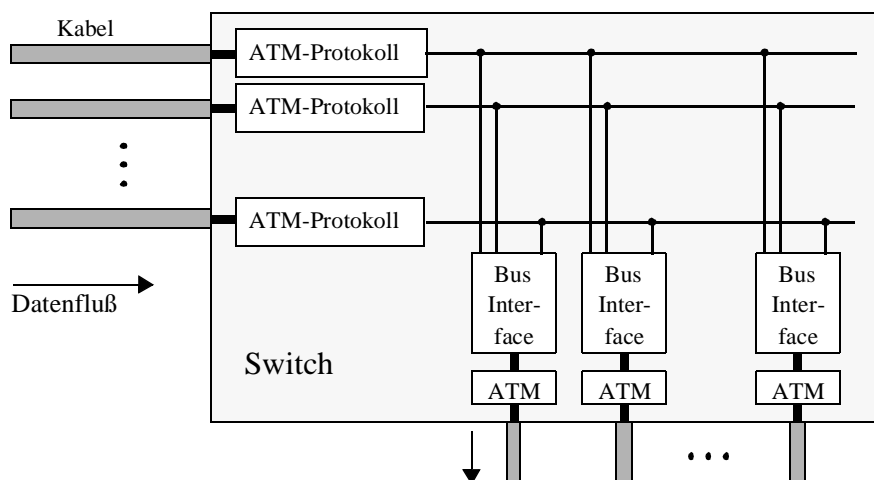 Kabel
ATM-Protokoll
ATM-Protokoll
ATM-Protokoll
Datenfluß
Bus
Inter-
face
Bus
Inter-
face
Bus
Inter-
face
Switch
ATM
ATM
ATM